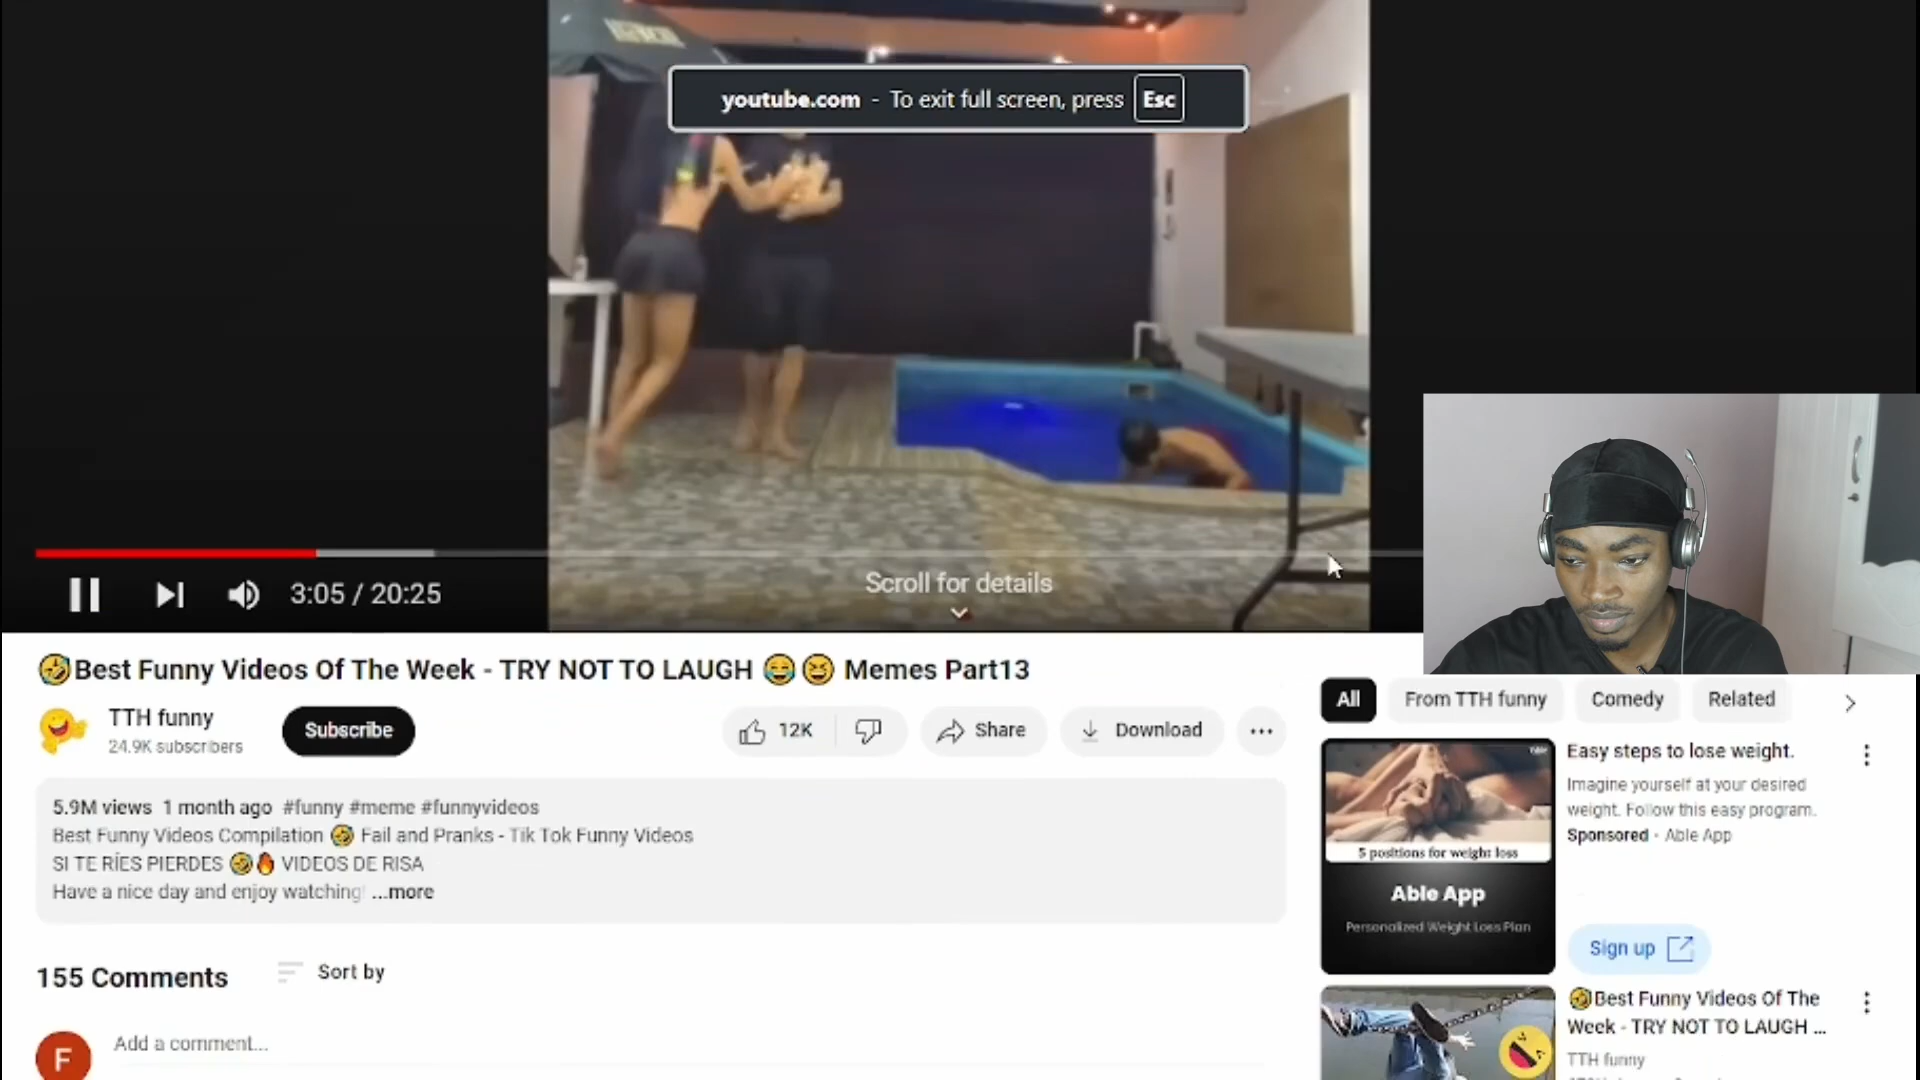 youtube.com - To exit full screen, press Esc
3:05 / 20:25
Scroll for details
🤣Best Funny Videos Of The Week - TRY NOT TO LAUGH 😂😆 Memes Part13
TTH funny
24.9K subscribers
Subscribe
12K
Share
Download
5.9M views 1 month ago #funny #meme #funnyvideos
Best Funny Videos Compilation 🤣 Fail and Pranks - Tik Tok Funny Videos
SI TE RÍES PIERDES 🤣🔥 VIDEOS DE RISA
Have a nice day and enjoy watching! ...more
155 Comments
Sort by
F
Add a comment...
All
From TTH funny
Comedy
Related
5 positions for weight loss
Able App
Personalized Weight Loss Plan
Easy steps to lose weight.
Imagine yourself at your desired
weight. Follow this easy program.
Sponsored · Able App
Sign up
🤣Best Funny Videos Of The
Week - TRY NOT TO LAUGH ...
TTH funny